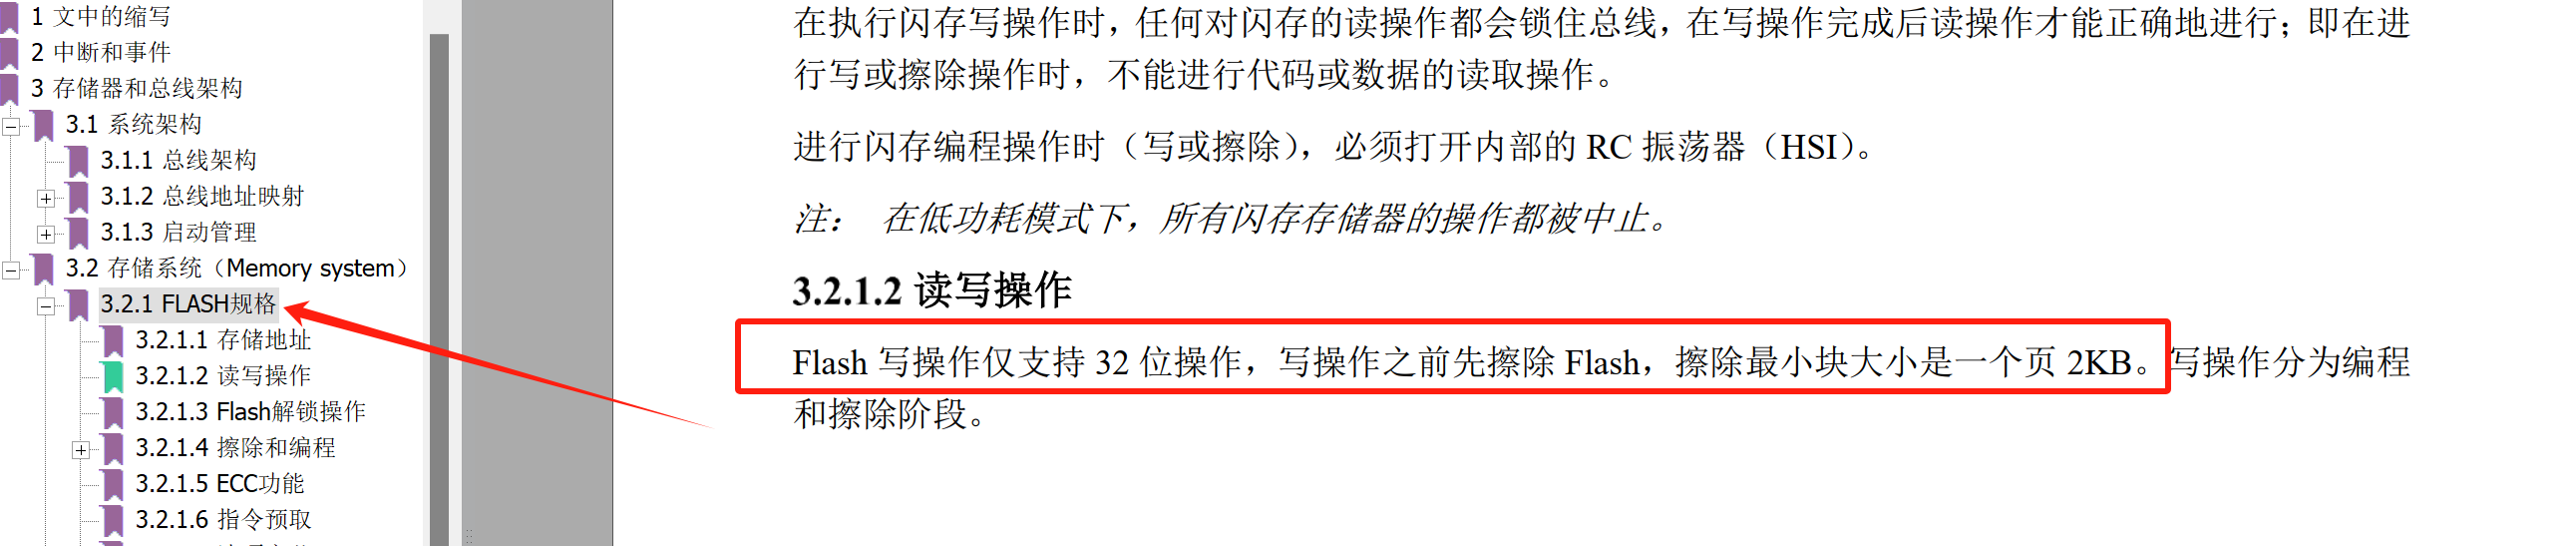 1 文中的缩写
2 中断和事件
3 存储器和总线架构
3.1 系统架构
3.1.1 总线架构
3.1.2 总线地址映射
3.1.3 启动管理
3.2 存储系统（Memory system）
3.2.1 FLASH规格
3.2.1.1 存储地址
3.2.1.2 读写操作
3.2.1.3 Flash解锁操作
3.2.1.4 擦除和编程
3.2.1.5 ECC功能
3.2.1.6 指令预取
在执行闪存写操作时，任何对闪存的读操作都会锁住总线，在写操作完成后读操作才能正确地进行；即在进
行写或擦除操作时，不能进行代码或数据的读取操作。
进行闪存编程操作时（写或擦除），必须打开内部的 RC 振荡器（HSI）。
注： 在低功耗模式下，所有闪存存储器的操作都被中止。
3.2.1.2 读写操作
Flash 写操作仅支持 32 位操作，写操作之前先擦除 Flash，擦除最小块大小是一个页 2KB。写操作分为编程
和擦除阶段。